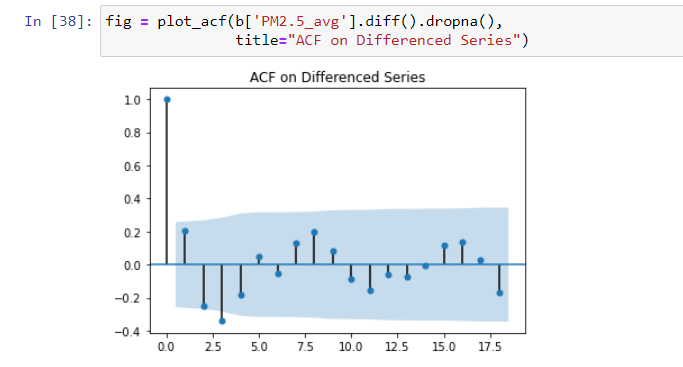 In [38]: fig = plot_acf(b['PM2.5_avg'].diff().dropna(),
title="ACF on Differenced Series")
ACF on Differenced Series
1.0
0.8
0.6
0.4
0.2
0.0
−0.2
−0.4
0.0 2.5 5.0 7.5 10.0 12.5 15.0 17.5